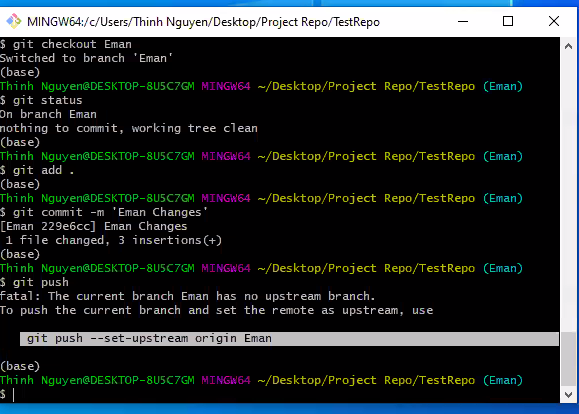 MINGW64:/c/Users/Thinh Nguyen/Desktop/Project Repo/TestRepo
$ git checkout Eman
Switched to branch 'Eman'
(base)
Thinh Nguyen@DESKTOP-8U5C7GM MINGW64 ~/Desktop/Project Repo/TestRepo (Eman)
$ git status
On branch Eman
nothing to commit, working tree clean
(base)
Thinh Nguyen@DESKTOP-8U5C7GM MINGW64 ~/Desktop/Project Repo/TestRepo (Eman)
$ git add .
(base)
Thinh Nguyen@DESKTOP-8U5C7GM MINGW64 ~/Desktop/Project Repo/TestRepo (Eman)
$ git commit -m 'Eman Changes'
[Eman 229e6cc] Eman Changes
1 file changed, 3 insertions(+)
(base)
Thinh Nguyen@DESKTOP-8U5C7GM MINGW64 ~/Desktop/Project Repo/TestRepo (Eman)
$ git push
fatal: The current branch Eman has no upstream branch.
To push the current branch and set the remote as upstream, use
git push --set-upstream origin Eman
(base)
Thinh Nguyen@DESKTOP-8U5C7GM MINGW64 ~/Desktop/Project Repo/TestRepo (Eman)
$